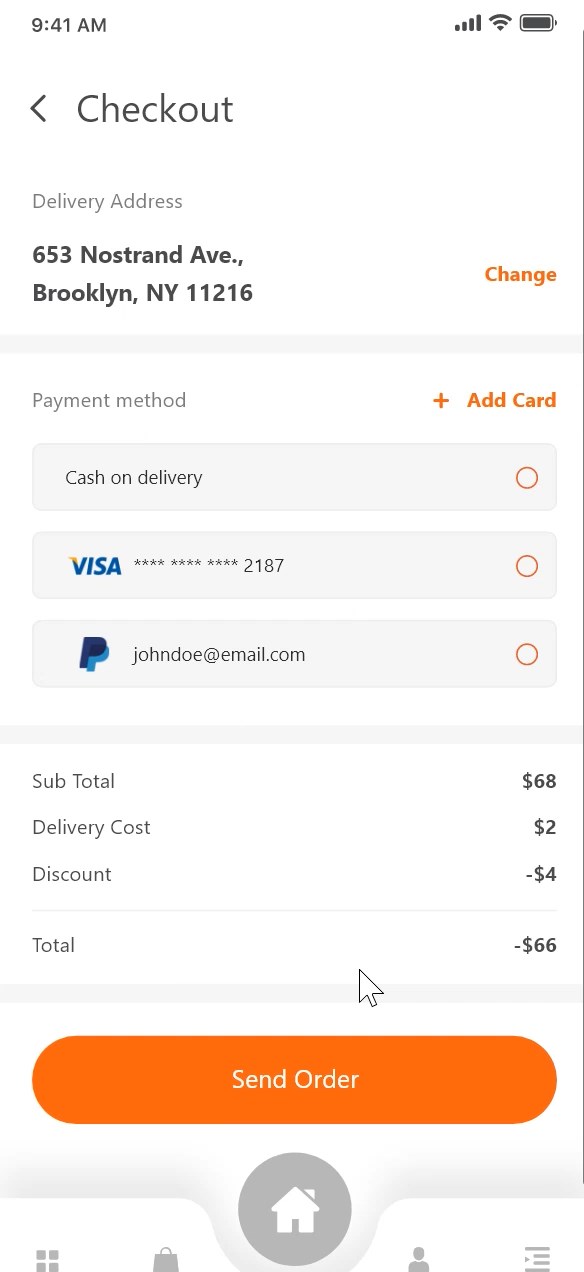 9:41 AM
Checkout
Delivery Address
653 Nostrand Ave.,
Brooklyn, NY 11216
Change
Payment method
+ Add Card
Cash on delivery
VISA **** **** **** 2187
johndoe@email.com
Sub Total $68
Delivery Cost $2
Discount -$4
Total -$66
Send Order